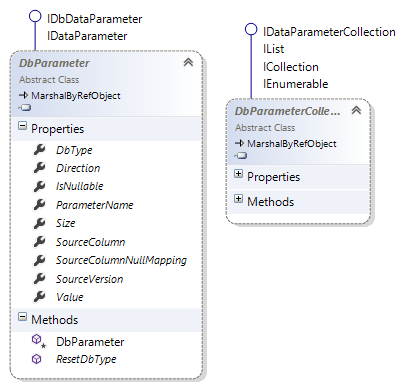 IDbDataParameter
IDataParameter
DbParameter
Abstract Class
MarshalByRefObject
Properties
DbType
Direction
IsNullable
ParameterName
Size
SourceColumn
SourceColumnNullMapping
SourceVersion
Value
Methods
DbParameter
ResetDbType
IDataParameterCollection
IList
ICollection
IEnumerable
DbParameterColle...
Abstract Class
MarshalByRefObject
Properties
Methods